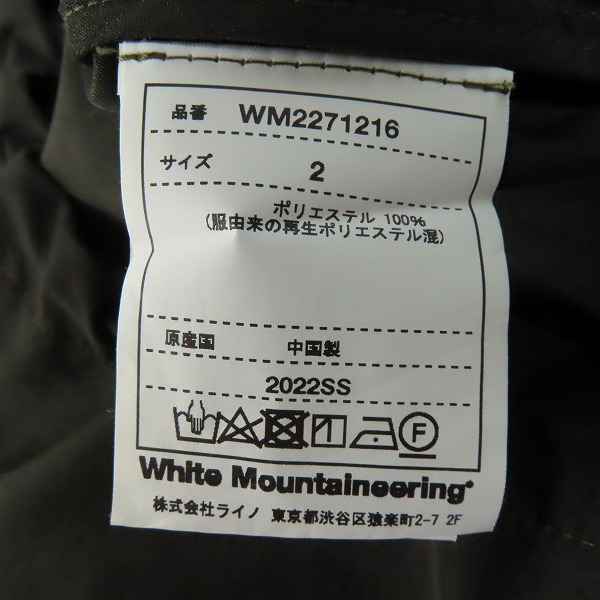 品番 WM2271216
サイズ 2
ポリエステル 100%
(服由来の再生ポリエステル混)
原産国 中国製
2022SS
F
White Mountaineering®
株式会社ライノ 東京都渋谷区猿楽町2-7 2F